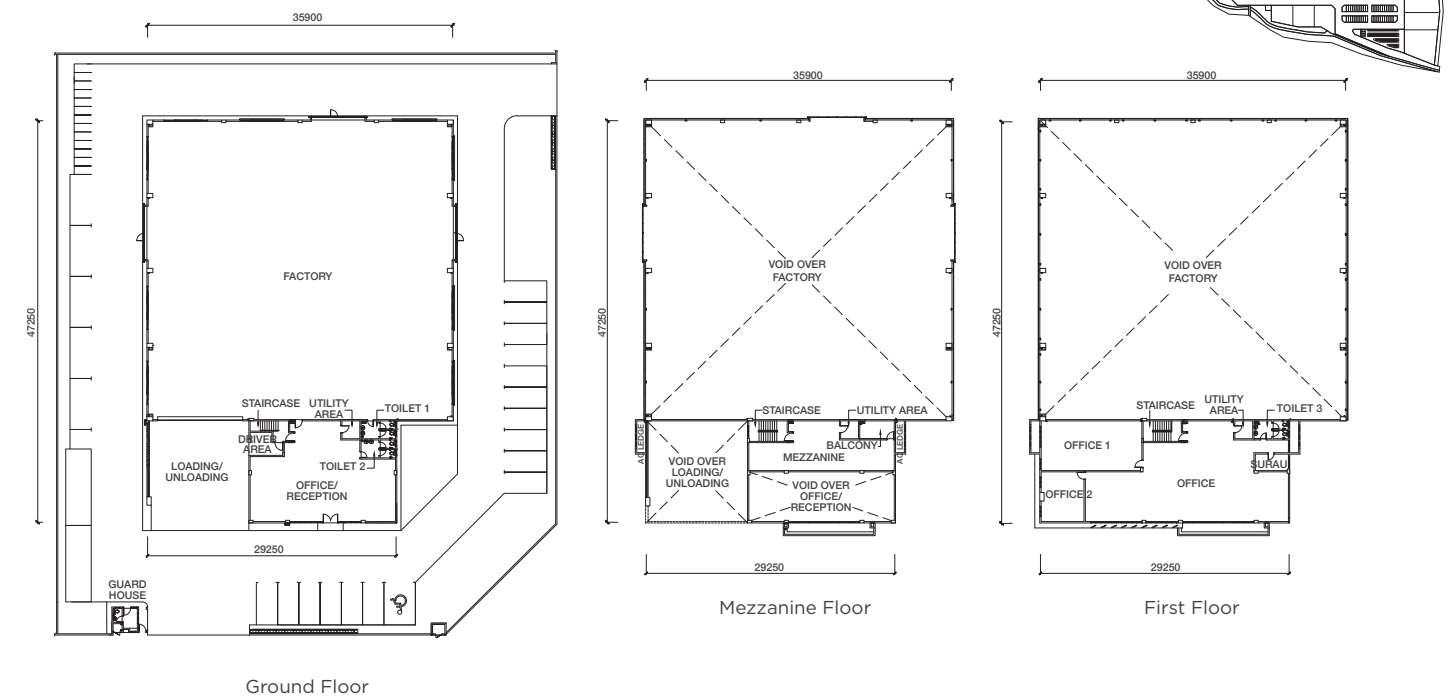 35900
47250
FACTORY
STAIRCASE
UTILITY
AREA
TOILET 1
DRIVER
AREA
TOILET 2
LOADING/
UNLOADING
OFFICE/
RECEPTION
29250
GUARD
HOUSE
Ground Floor
35900
47250
VOID OVER
FACTORY
STAIRCASE
UTILITY AREA
AC LEDGE
BALCONY
AC LEDGE
MEZZANINE
VOID OVER
LOADING/
UNLOADING
VOID OVER
OFFICE/
RECEPTION
29250
Mezzanine Floor
35900
47250
VOID OVER
FACTORY
STAIRCASE
UTILITY
AREA
TOILET 3
OFFICE 1
SURAU
OFFICE 2
OFFICE
29250
First Floor